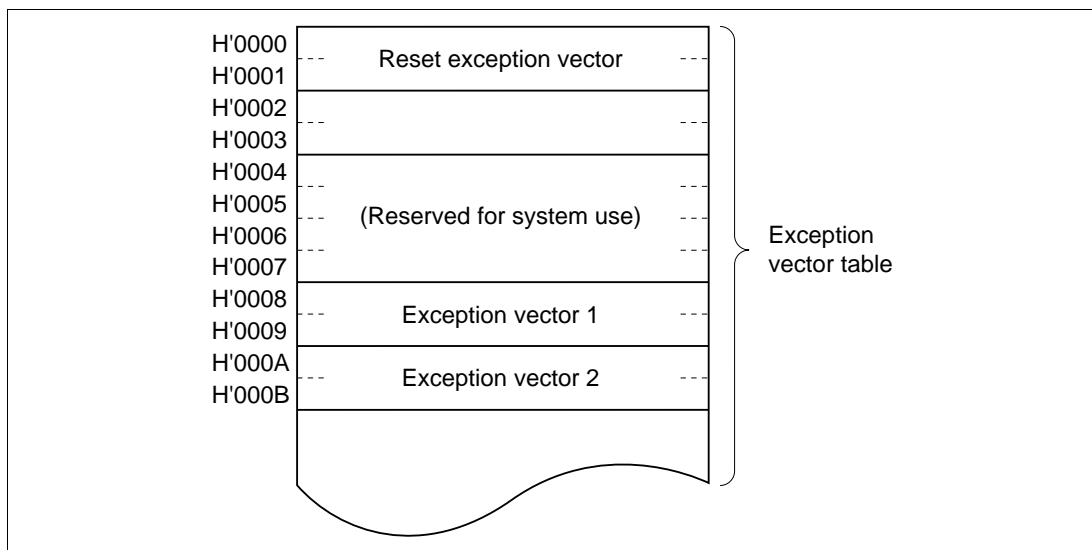 H'0000
Reset exception vector
H'0001
H'0002
H'0003
H'0004
H'0005
(Reserved for system use)
H'0006
H'0007
H'0008
Exception vector 1
H'0009
H'000A
Exception vector 2
H'000B
Exception
vector table